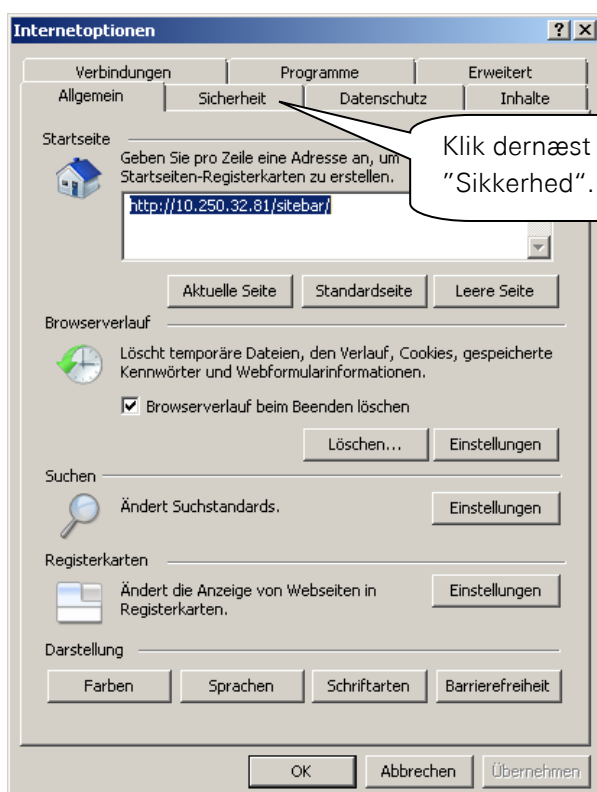 Internetoptionen
Verbindungen Programme Erweitert
Allgemein Sicherheit Datenschutz Inhalte
Klik dernæst
"Sikkerhed".
Startseite
Geben Sie pro Zeile eine Adresse an, um
Startseiten-Registerkarten zu erstellen.
http://10.250.32.81/sitebar/
Aktuelle Seite Standardseite Leere Seite
Browserverlauf
Löscht temporäre Dateien, den Verlauf, Cookies, gespeicherte
Kennwörter und Webformularinformationen.
Browserverlauf beim Beenden löschen
Löschen... Einstellungen
Suchen
Ändert Suchstandards.
Einstellungen
Registerkarten
Ändert die Anzeige von Webseiten in
Registerkarten.
Einstellungen
Darstellung
Farben Sprachen Schriftarten Barrierefreiheit
OK Abbrechen Übernehmen